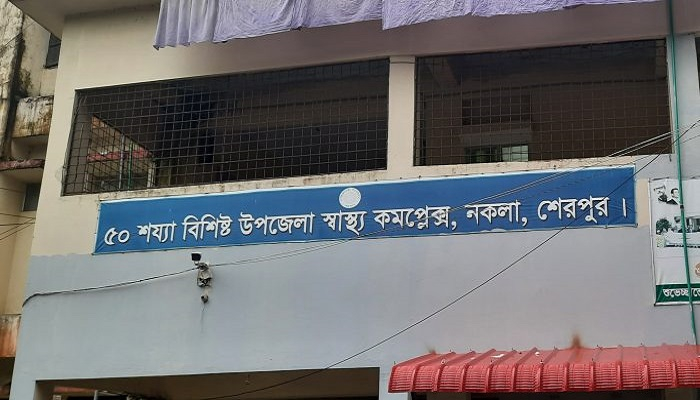 ৫০ শয্যা বিশিষ্ট উপজেলা স্বাস্থ্য কমপ্লেক্স, নকলা, শেরপুর ।